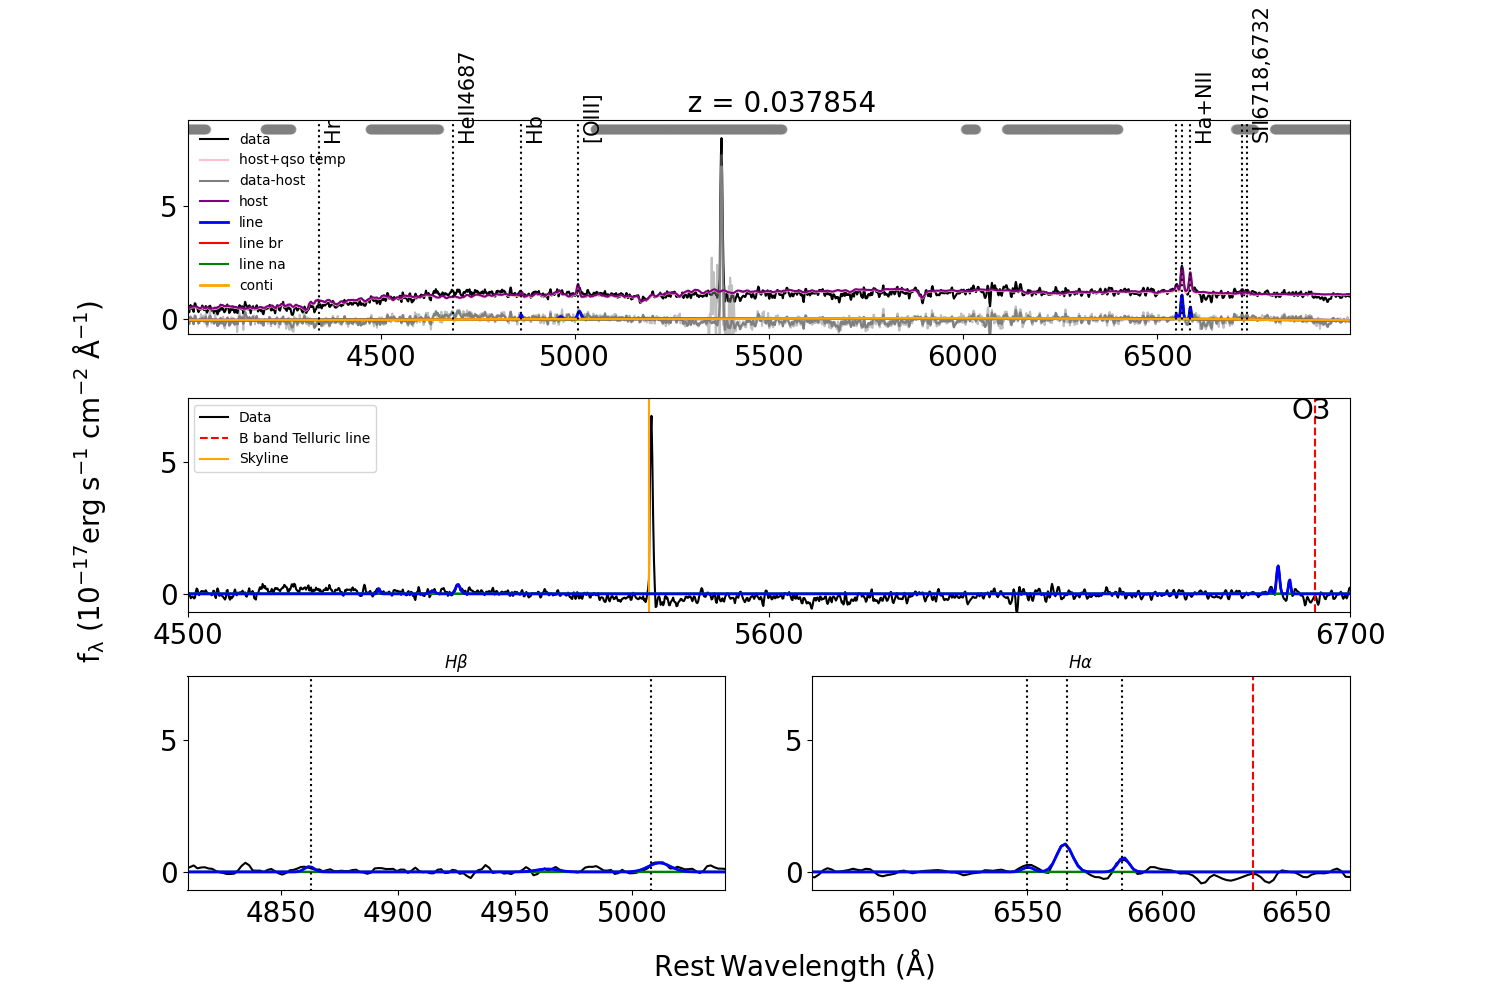 z = 0.037854
Hr
HeII4687
Hb
[OIII]
Ha+NII
SII6718,6732
data
host+qso temp
data-host
host
line
line br
line na
conti
5
0
4500 5000 5500 6000 6500
fλ (10−17erg s−1 cm−2 Å−1)
O3
Data
B band Telluric line
Skyline
5
0
4500 5600 6700
Hβ
5
0
4850 4900 4950 5000
Hα
5
0
6500 6550 6600 6650
Rest Wavelength (Å)